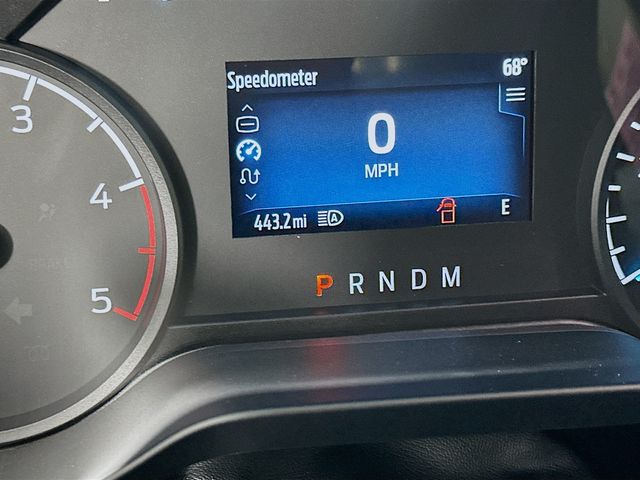 Speedometer 68°
3
0
MPH
4
443.2 mi A E
5
P R N D M